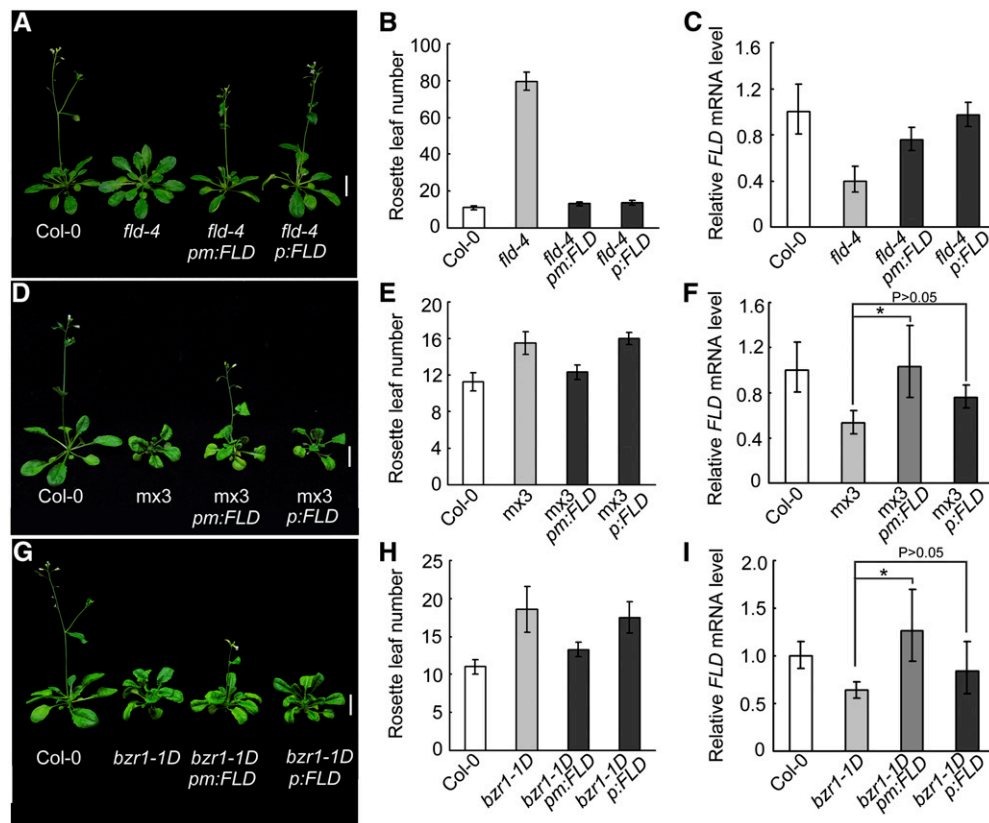 A
Col-0
fld-4
fld-4
pm:FLD
fld-4
p:FLD
B
Rosette leaf number
100
80
60
40
20
0
Col-0
fld-4
fld-4
pm:FLD
fld-4
p:FLD
C
Relative FLD mRNA level
1.6
1.2
0.8
0.4
0
Col-0
fld-4
fld-4
pm:FLD
fld-4
p:FLD
D
Col-0
mx3
mx3
pm:FLD
mx3
p:FLD
E
Rosette leaf number
20
16
12
8
4
0
Col-0
mx3
mx3
pm:FLD
mx3
p:FLD
F
Relative FLD mRNA level
1.6
1.2
0.8
0.4
0
P>0.05
*
Col-0
mx3
mx3
pm:FLD
mx3
p:FLD
G
Col-0
bzr1-1D
bzr1-1D
pm:FLD
bzr1-1D
p:FLD
H
Rosette leaf number
25
20
15
10
5
0
Col-0
bzr1-1D
bzr1-1D
pm:FLD
bzr1-1D
p:FLD
I
Relative FLD mRNA level
2.0
1.5
1.0
0.5
0
P>0.05
*
Col-0
bzr1-1D
bzr1-1D
pm:FLD
bzr1-1D
p:FLD